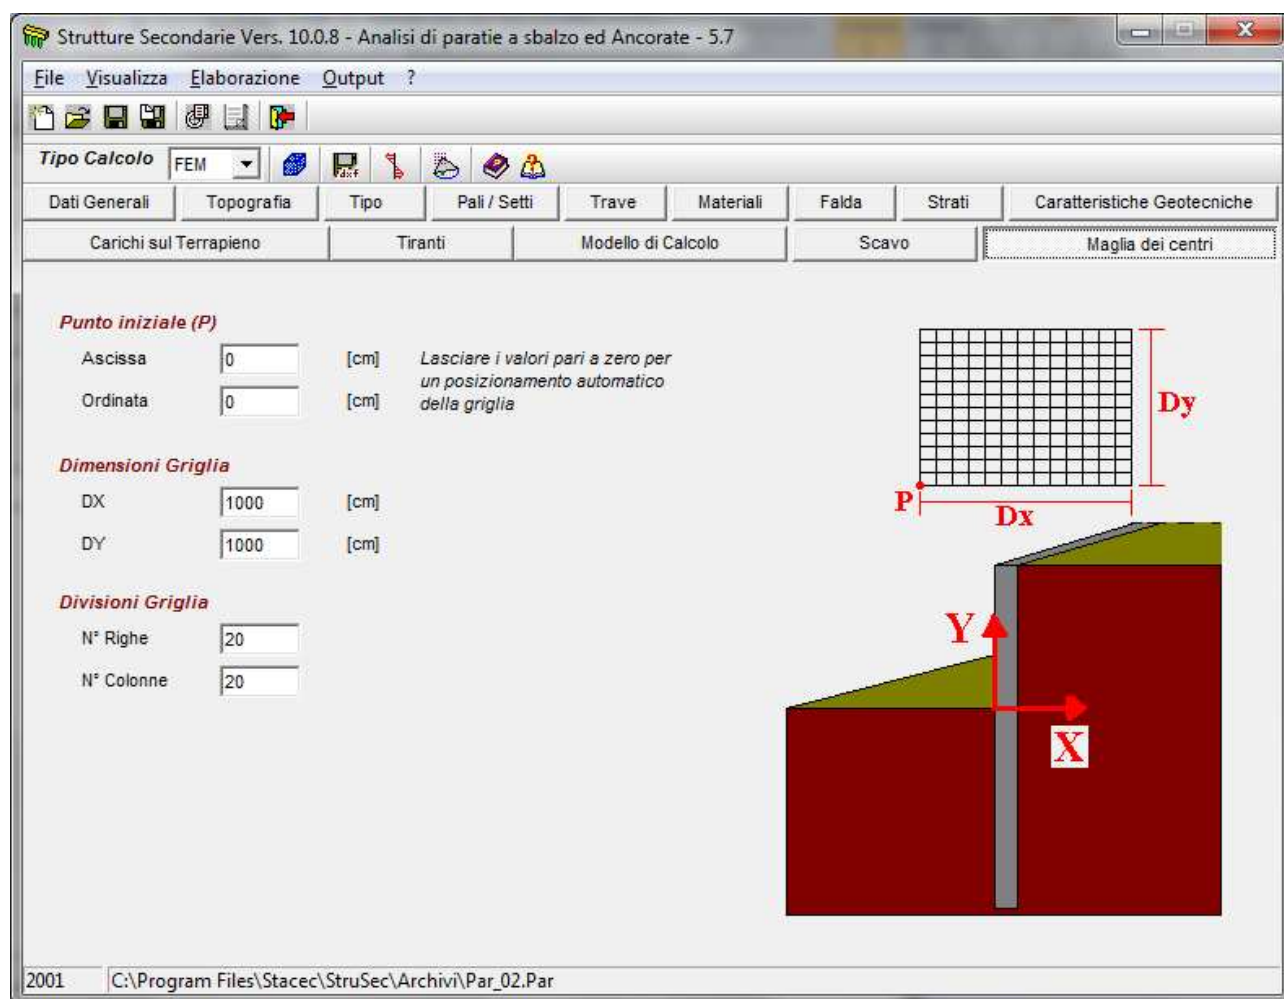 Strutture Secondarie Vers. 10.0.8 - Analisi di paratie a sbalzo ed Ancorate - 5.7
File Visualizza Elaborazione Output ?
Tipo Calcolo FEM
Dati Generali Topografia Tipo Pali / Setti Trave Materiali Falda Strati Caratteristiche Geotecniche
Carichi sul Terrapieno Tiranti Modello di Calcolo Scavo Maglia dei centri
Punto iniziale (P)
Ascissa 0 [cm] Lasciare i valori pari a zero per
un posizionamento automatico
Ordinata 0 [cm] della griglia
Dimensioni Griglia
DX 1000 [cm]
DY 1000 [cm]
Divisioni Griglia
N° Righe 20
N° Colonne 20
Dy
P
Dx
Y
X
2001 C:\Program Files\Stacec\StruSec\Archivi\Par_02.Par